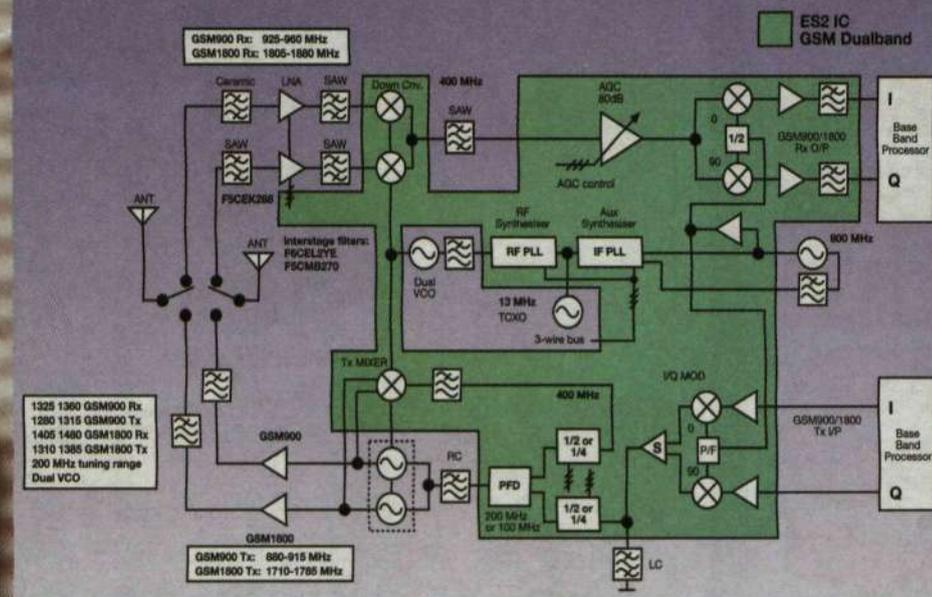 ES2 IC
GSM Dualband
GSM900 Rx: 925-960 MHz
GSM1800 Rx: 1805-1880 MHz
Ceramic
LNA
SAW
Down Cnv.
400 MHz
SAW
AGC
80dB
0
1/2
90
GSM900/1800
Rx O/P
I
Base
Band
Processor
Q
SAW
SAW
AGC control
F5CEK288
ANT
ANT
Interstage filters:
F6CEL2YE
F5CMB270
RF
Synthesiser
Aux
Synthesiser
RF PLL
IF PLL
800 MHz
Dual
VCO
13 MHz
TCXO
3-wire bus
Tx MIXER
400 MHz
I/Q MOD
1325 1360 GSM900 Rx
1280 1315 GSM900 Tx
1405 1480 GSM1800 Rx
1310 1385 GSM1800 Tx
200 MHz tuning range
Dual VCO
GSM900
RC
PFD
200 MHz
or 100 MHz
1/2 or
1/4
1/2 or
1/4
S
0
P/F
90
GSM900/1800
Tx I/P
I
Base
Band
Processor
Q
GSM1800
GSM900 Tx: 880-915 MHz
GSM1800 Tx: 1710-1785 MHz
LC